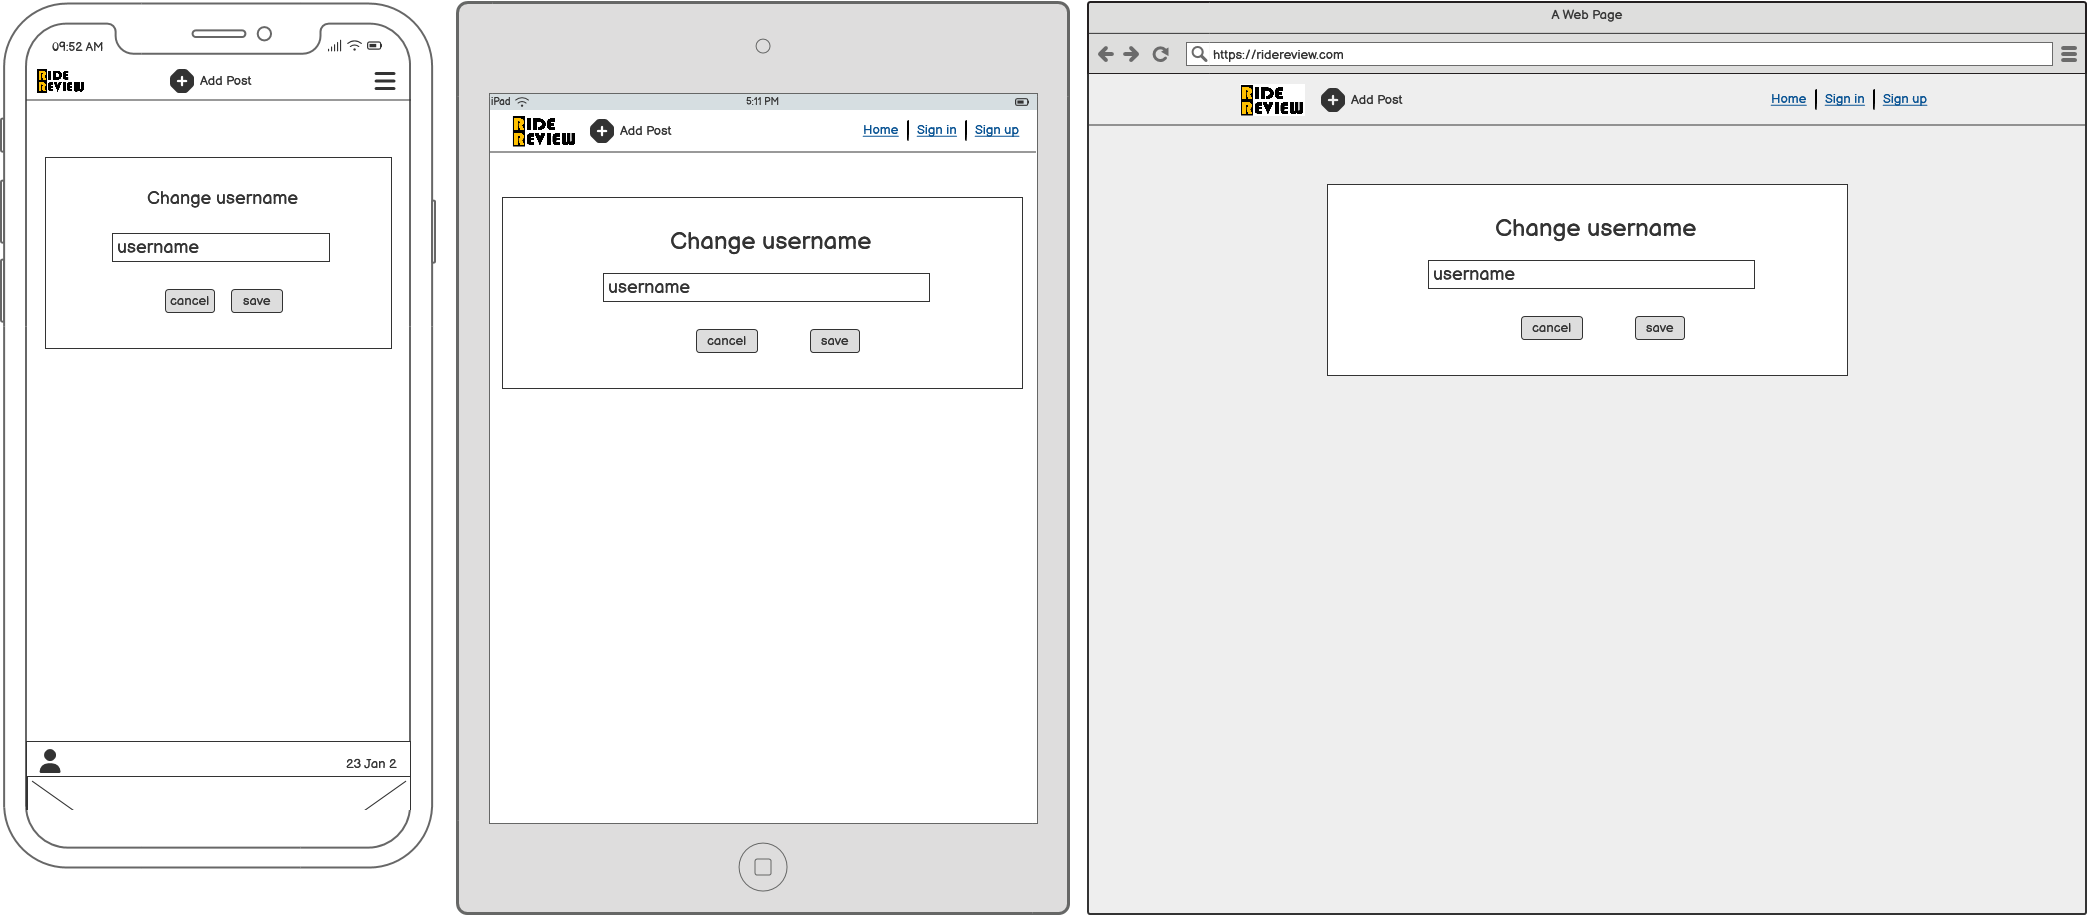 09:52 AM
RIDE
REVIEW
Add Post
Change username
username
cancel save
23 Jan 2
iPad 5:11 PM
RIDE
REVIEW
Add Post
Home Sign in Sign up
Change username
username
cancel save
A Web Page
https://ridereview.com
RIDE
REVIEW
Add Post
Home Sign in Sign up
Change username
username
cancel save